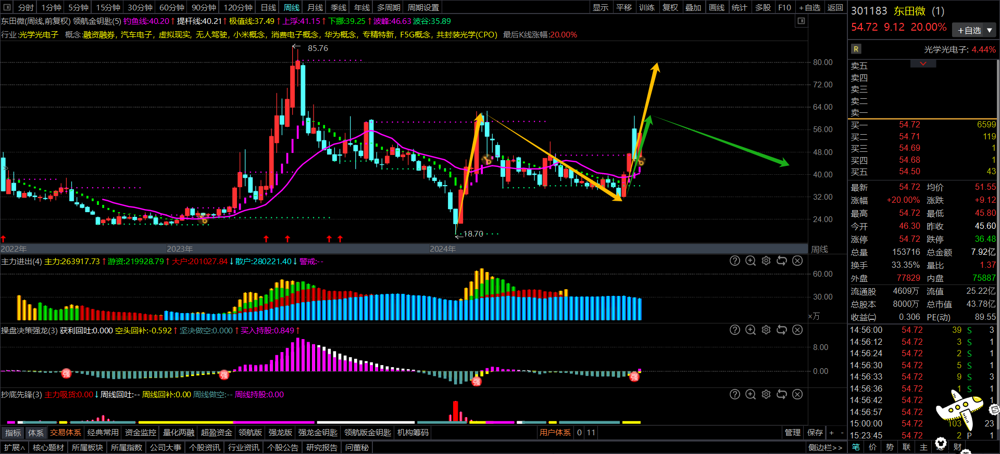 分时 1分钟 5分钟 15分钟 30分钟 60分钟 90分钟 120分钟 日线 周线 月线 季线 年线 多周期 周期设置 显示 平移 训练 复权 叠加 画线 统计 多股 F10 +自选 返回
东田微(周线,前复权) 领航金钥匙(5) 钓鱼线:40.20↑ 提杆线:40.21↑ 极值线:37.49↑ 上浮:41.15↑ 下挪:39.25↑ 波峰:46.63 波谷:35.89
行业:光学光电子 概念:融资融券, 汽车电子, 虚拟现实, 无人驾驶, 小米概念, 消费电子概念, 华为概念, 专精特新, F5G概念, 共封装光学(CPO) 最后K线涨幅:20.00%
85.76
80.00
72.00
64.00
56.00
48.00
40.00
32.00
24.00
18.70
2022年 2023年 2024年 周线
主力进出(4) 主力:263917.73↑ 游资:219928.79↑ 大户:201027.84↓ 散户:280221.40↓ 警戒:--
60.00
30.00
×万
操盘决策强龙(3) 获利回吐:0.000 空头回补:-0.592↑ 坚决做空:0.000↑ 买入持股:0.849↑
8.00
0.00
强 强 强 强
抄底先锋(3) 主力吸货:0.00↓ 周线回吐:-- 周线回补:0.00 周线做空:-- 周线持股:0.00
指标 体系 交易体系 经典常用 资金监控 量化两融 超盈资金 领航版 强龙版 强龙金钥匙 领航版金钥匙 机构筹码 用户体系 0 11 管理 保存 + -
扩展∧ 核心题材 所属板块 所属指数 公司大事 个股资讯 行业资讯 个股公告 研究报告 问董秘 侧边栏>>
301183 东田微 (1)
54.72 9.12 20.00% +自选 ▼
R 光学光电子: 4.44%
卖五
卖四
卖三
卖二
卖一
买一 54.72 6599
买二 54.71 119
买三 54.69 1
买四 54.68 1
买五 54.50 43
最新 54.72 均价 51.55
涨幅 +20.00% 涨跌 +9.12
最高 54.72 最低 45.80
今开 46.30 昨收 45.60
涨停 54.72 跌停 36.48
总量 153716 总金额 7.92亿
换手 33.35% 量比 1.37
外盘 77829 内盘 75887
流通股 4609万 流值 25.22亿
总股本 8000万 总市值 43.78亿
收益㈡ 0.306 PE(动) 89.55
14:56:00 54.72 39 S 3
14:56:12 54.72 3 S 1
14:56:24 54.72 2 S 1
14:56:30 54.72 5 S 1
14:56:33 54.72 9 S 3
14:56:36 54.72 1 S 1
14:56:42 54.72 1
14:56:57 54.72
15:00:00 54.72 103 23
15:23:45 54.72 2 P 1
笔 价 势 联 主 财